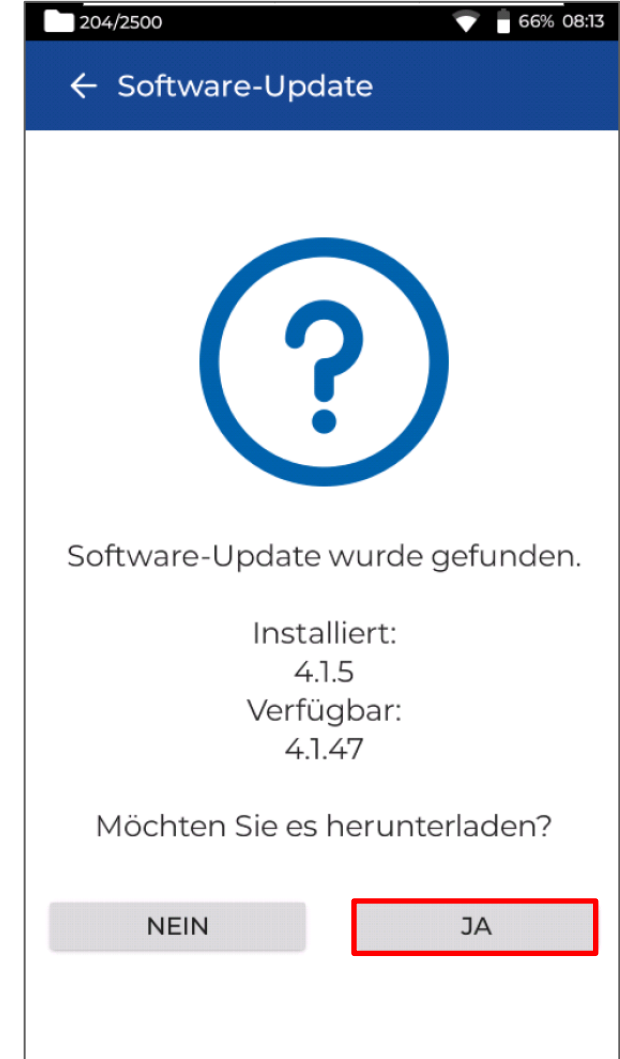 204/2500 66% 08:13
Software-Update
Software-Update wurde gefunden.
Installiert:
4.1.5
Verfügbar:
4.1.47
Möchten Sie es herunterladen?
NEIN JA